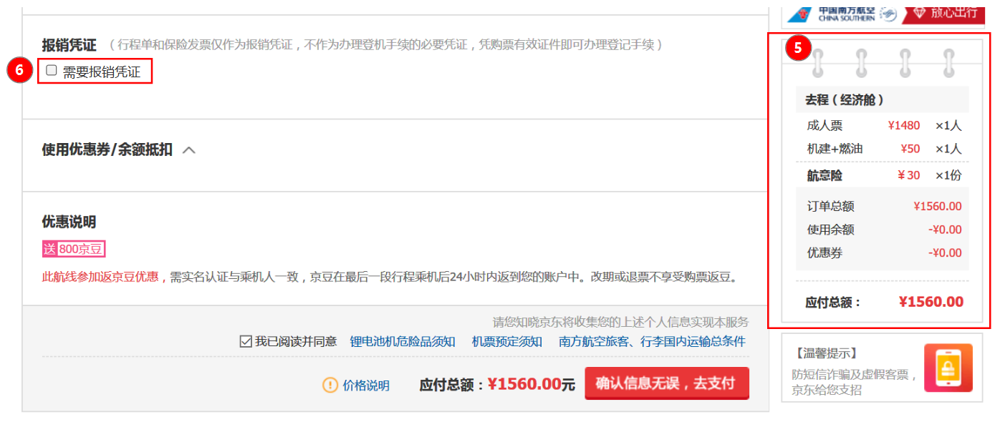 报销凭证 （行程单和保险发票仅作为报销凭证，不作为办理登机手续的必要凭证，凭购票有效证件即可办理登记手续）
6
需要报销凭证
使用优惠券/余额抵扣
优惠说明
送 800京豆
此航线参加返京豆优惠，需实名认证与乘机人一致，京豆在最后一段行程乘机后24小时内返到您的账户中。改期或退票不享受购票返豆。
请您知晓京东将收集您的上述个人信息实现本服务
我已阅读并同意 锂电池机危险品须知 机票预定须知 南方航空旅客、行李国内运输总条件
价格说明 应付总额：¥1560.00元 确认信息无误，去支付
中国南方航空
CHINA SOUTHERN
放心出行
5
去程（经济舱）
成人票 ¥1480 ×1人
机建+燃油 ¥50 ×1人
航意险 ¥30 ×1份
订单总额 ¥1560.00
使用余额 -¥0.00
优惠券 -¥0.00
应付总额： ¥1560.00
【温馨提示】
防短信诈骗及虚假客票，
京东给您支招